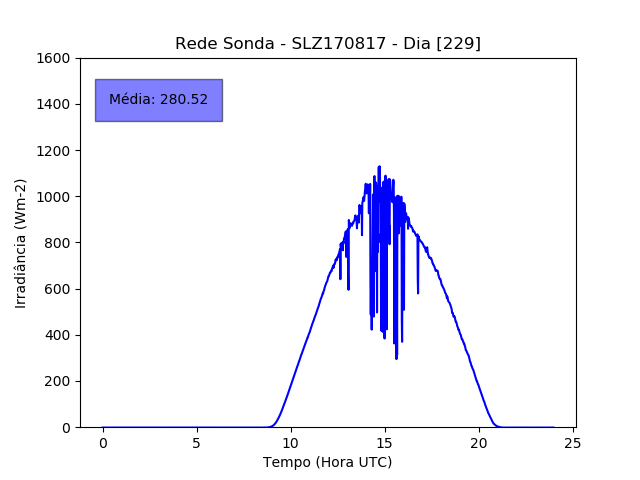 Rede Sonda - SLZ170817 - Dia [229]
1600
1400
1200
1000
800
600
400
200
0
Média: 280.52
Irradiância (Wm-2)
0 5 10 15 20 25
Tempo (Hora UTC)